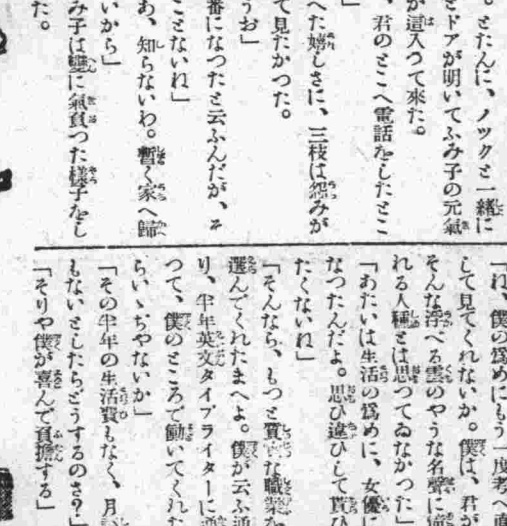 。とたんに、ノックと一緒に
とドアが明いてふみ子の元氣
が這入つて來た。
、君のとこへ電話をしたとこ
」
へた嬉しさに、三枝は怨みが
て見たかつた。
うお」
番になつたと云ふんだが、そ
ことないね」
あ、知らないわ。暫く家へ歸
いから」
み子は變に氣負つた樣子をし
た。
「ね、僕の爲めにもう一度考へ直
して見てくれないか。僕は、君が
そんな浮べる雲のやうな名聲に
れる人種とは思つてゐなかつた」
「あたいは生活の爲めに、女優に
なつたんだよ。思ひ違ひして貰ひ
たくないね」
「そんなら、もつと質實な職業を
選んでくれたまへよ。僕が云ふ通
り、半年英文タイプライターに通
つて、僕のところで働いてくれた
らいゝぢやないか」
「その半年の生活費もなく、月
もないとしたらどうするのさ?」
「そりや僕が喜んで負擔する」